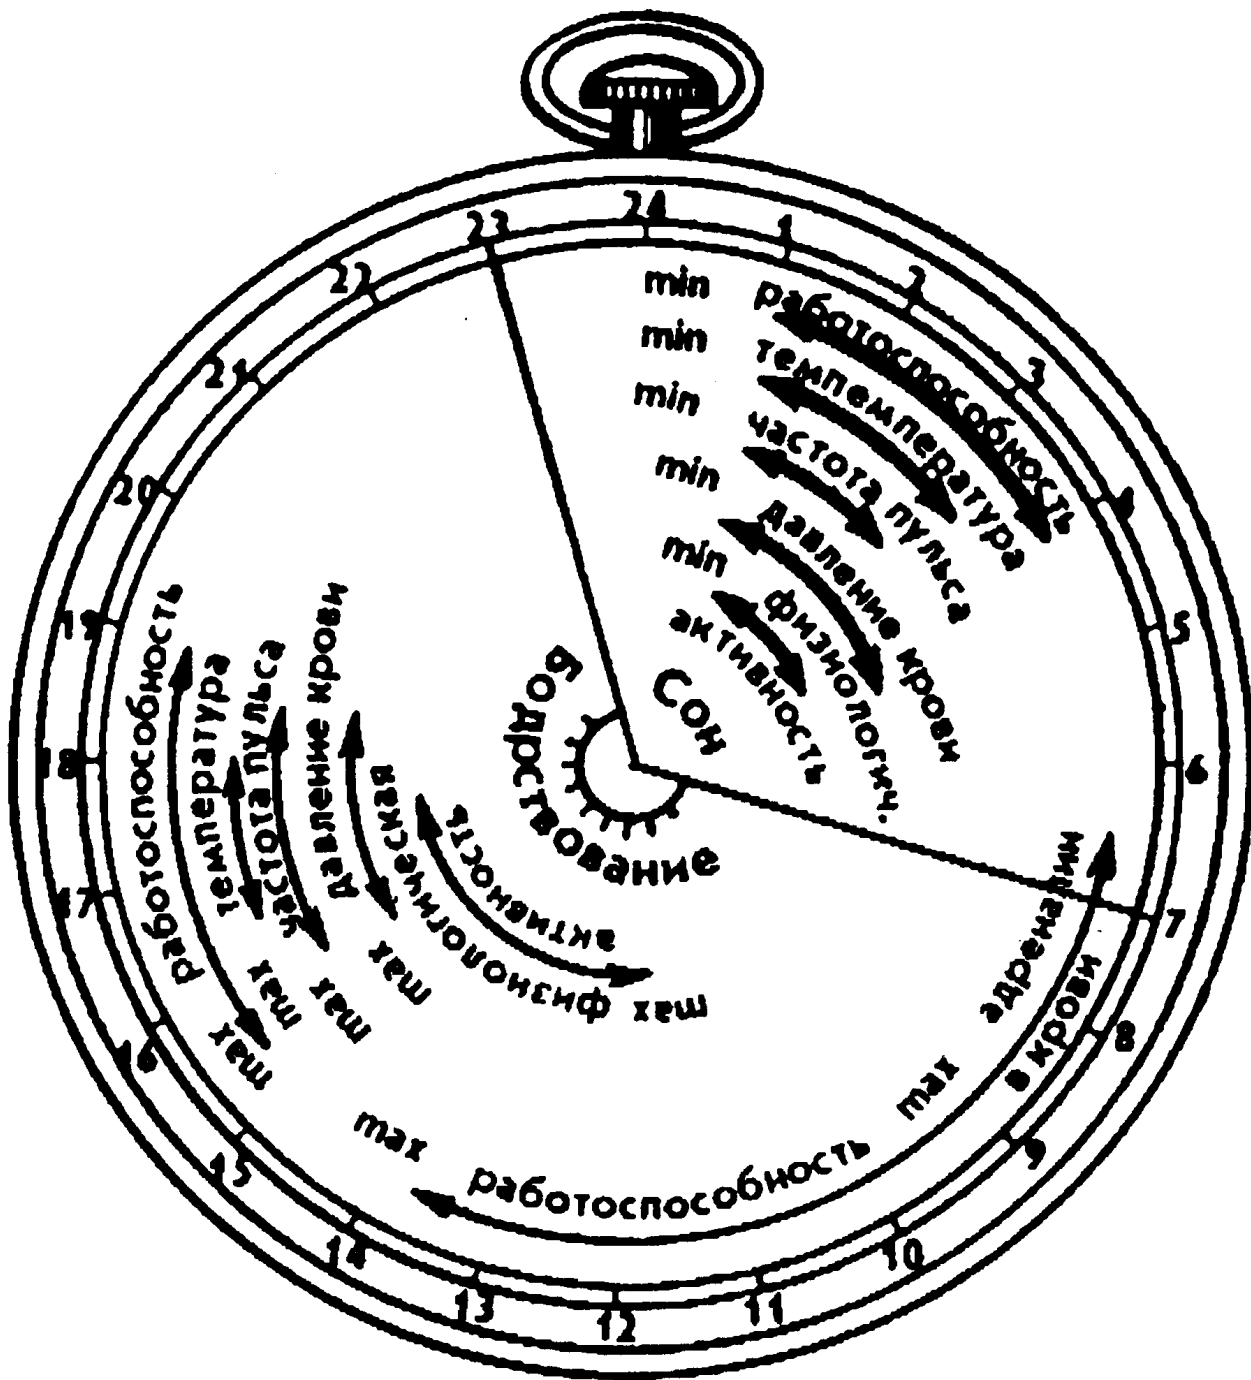 24
1
2
3
4
5
6
7
8
9
10
11
12
13
14
15
16
17
18
19
20
21
22
23
min работоспособность
min темпемпература
min частота пульса
min давление крови
min физиологич.
активность
Сон
Бодрствование
адреналин
в крови
max
работоспособность
max
работоспособность
max
температура
max
частота пульса
max
давление крови
max
физиологическая
активность
max